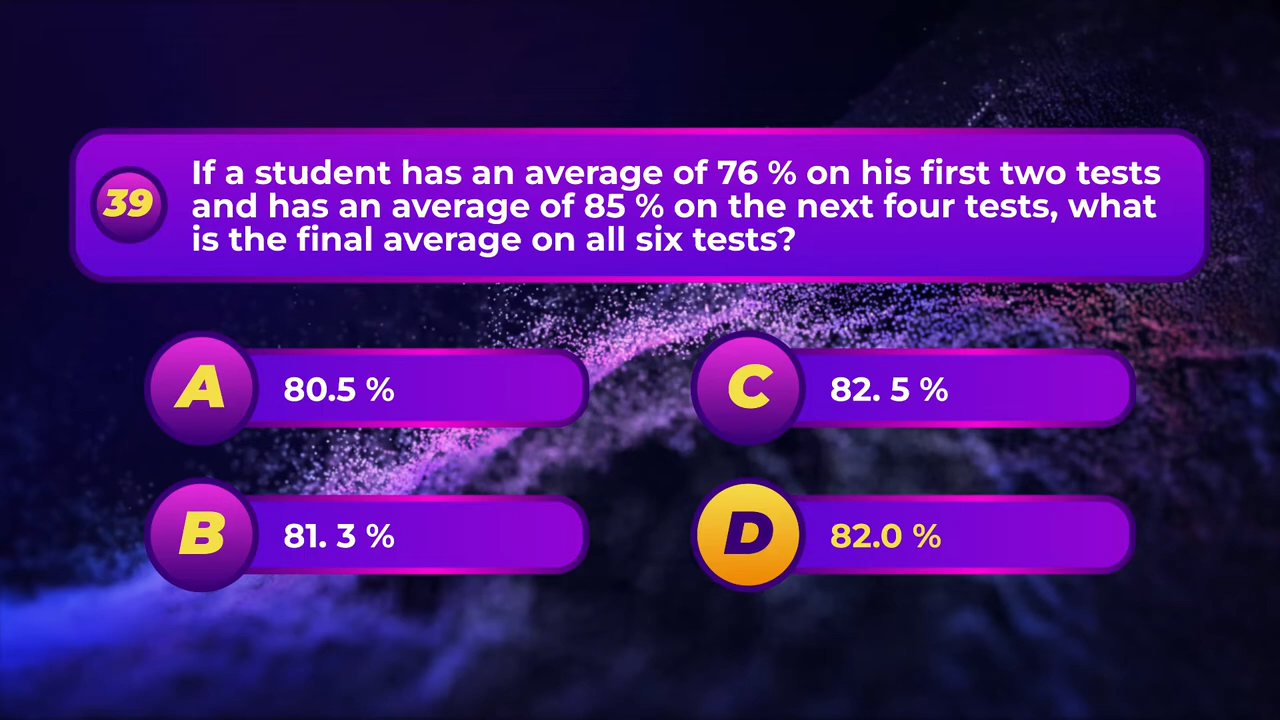 39
If a student has an average of 76 % on his first two tests
and has an average of 85 % on the next four tests, what
is the final average on all six tests?
A 80.5 %
C 82. 5 %
B 81. 3 %
D 82.0 %